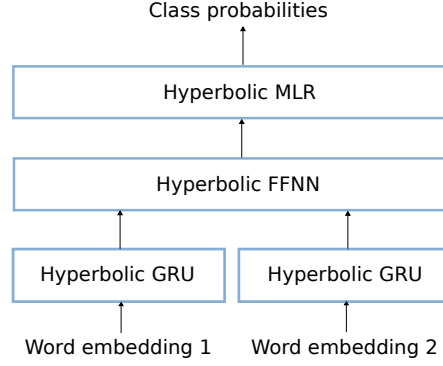 Class probabilities
Hyperbolic MLR
Hyperbolic FFNN
Hyperbolic GRU
Hyperbolic GRU
Word embedding 1
Word embedding 2